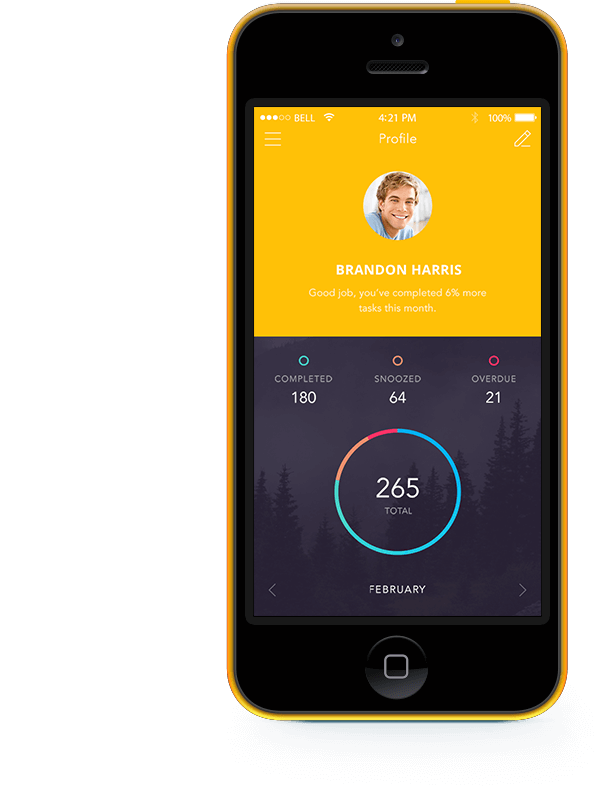 BELL 4:21 PM 100%
Profile
BRANDON HARRIS
Good job, you've completed 6% more
tasks this month.
COMPLETED SNOOZED OVERDUE
180 64 21
265
TOTAL
FEBRUARY